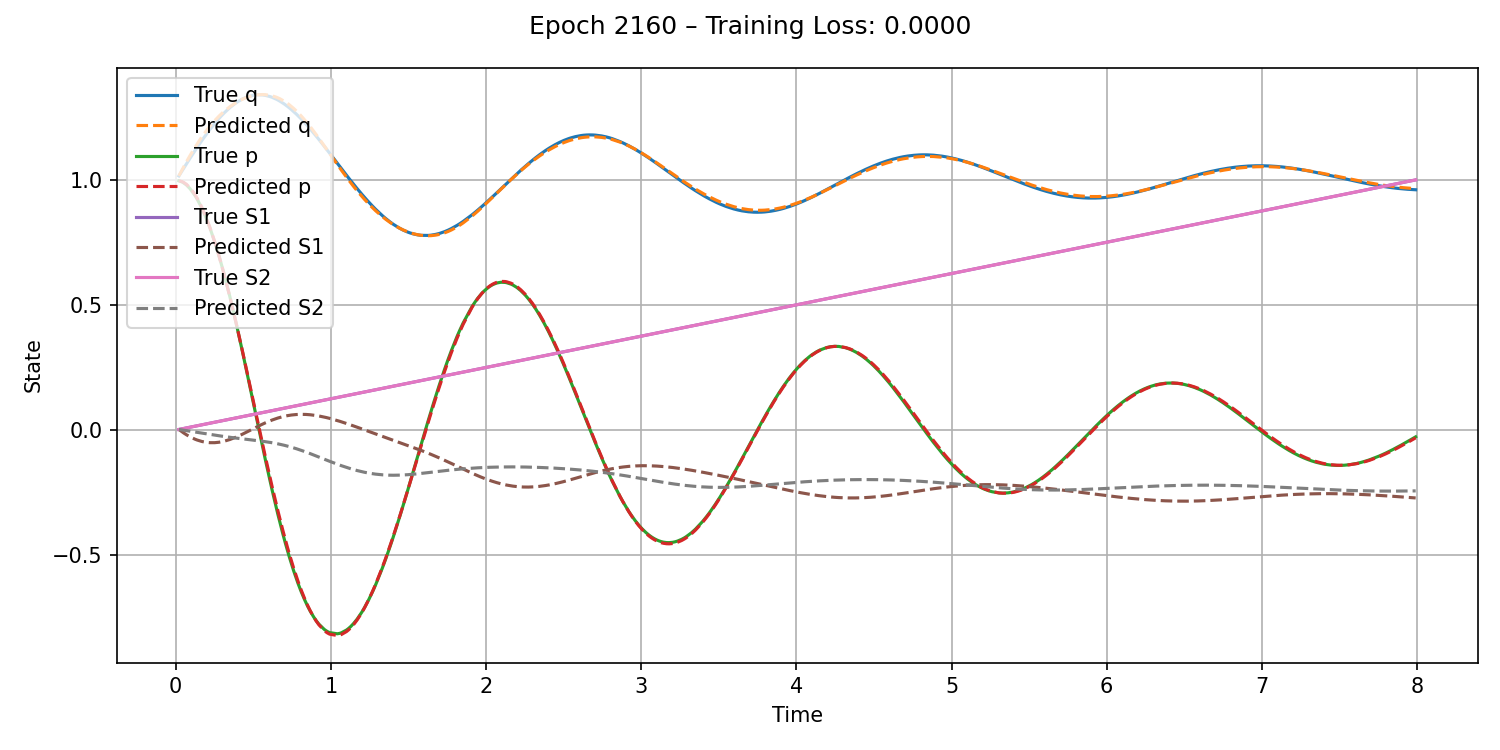 Epoch 2160 – Training Loss: 0.0000
True q
Predicted q
True p
Predicted p
True S1
Predicted S1
True S2
Predicted S2
State
1.0
0.5
0.0
−0.5
0 1 2 3 4 5 6 7 8
Time